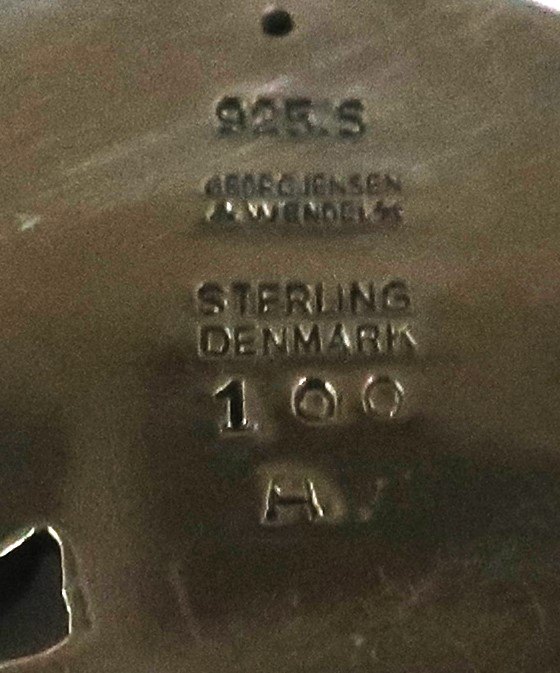 925.S
GEORG JENSEN
& WENDEL A/S
STERLING
DENMARK
100
H